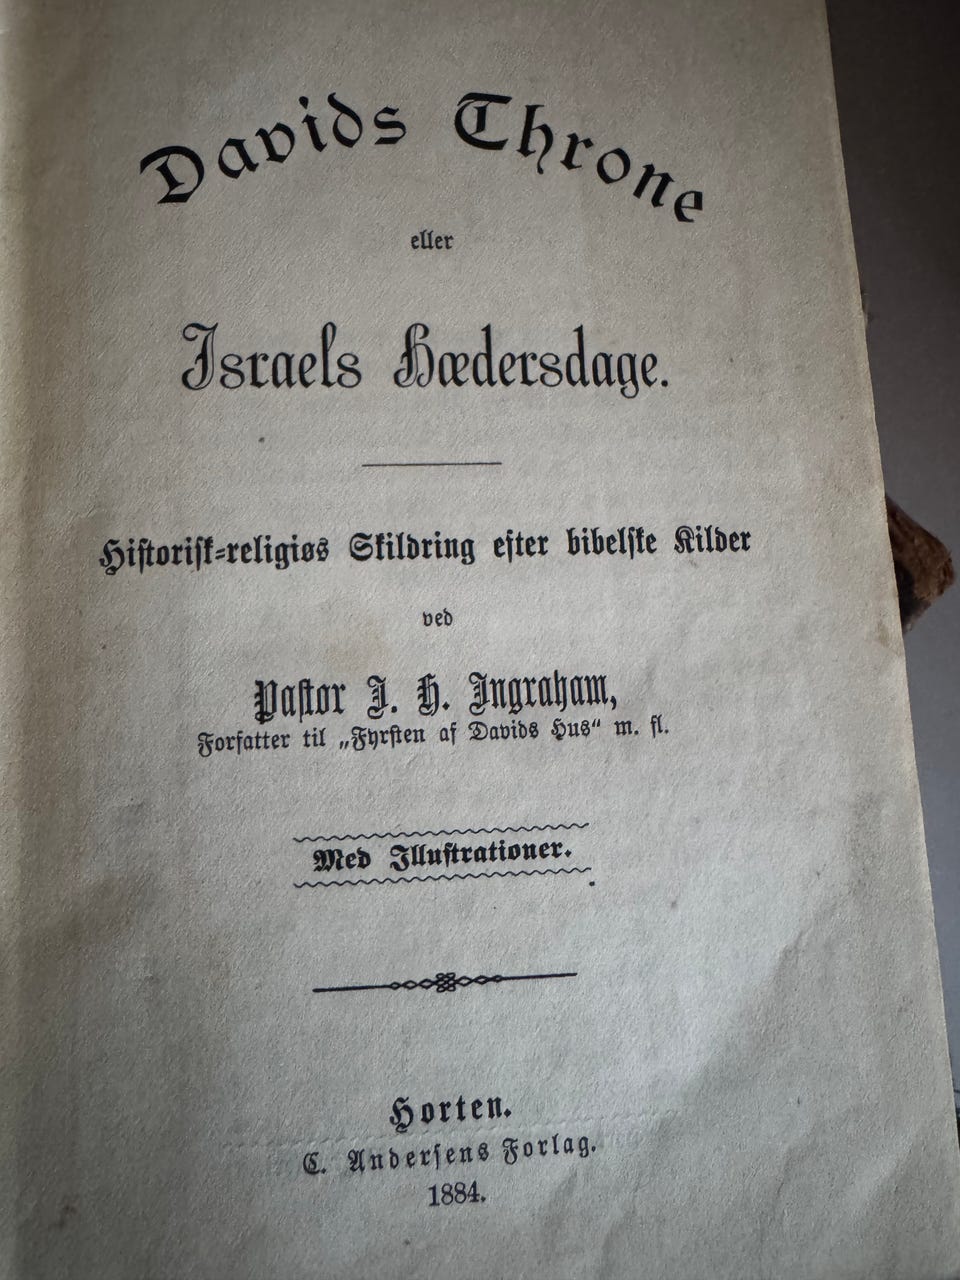 Davids Throne
eller
Israels Hædersdage.
Historisk-religiøs Skildring efter bibelske Kilder
ved
Pastor J. H. Ingraham,
Forfatter til „Fyrsten af Davids Hus“ m. fl.
Med Illustrationer.
Horten.
C. Andersens Forlag.
1884.